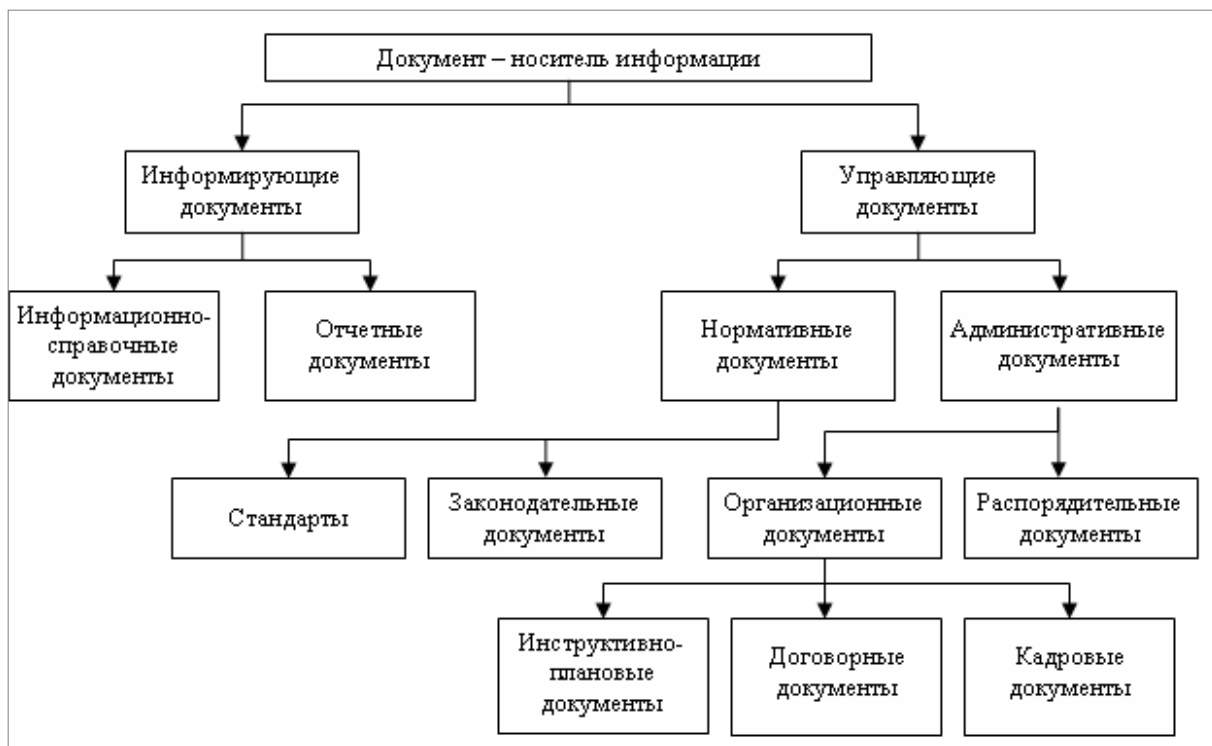 Документ – носитель информации
Информирующие
документы
Управляющие
документы
Информационно-
справочные
документы
Отчетные
документы
Нормативные
документы
Административные
документы
Стандарты
Законодательные
документы
Организационные
документы
Распорядительные
документы
Инструктивно-
плановые
документы
Договорные
документы
Кадровые
документы